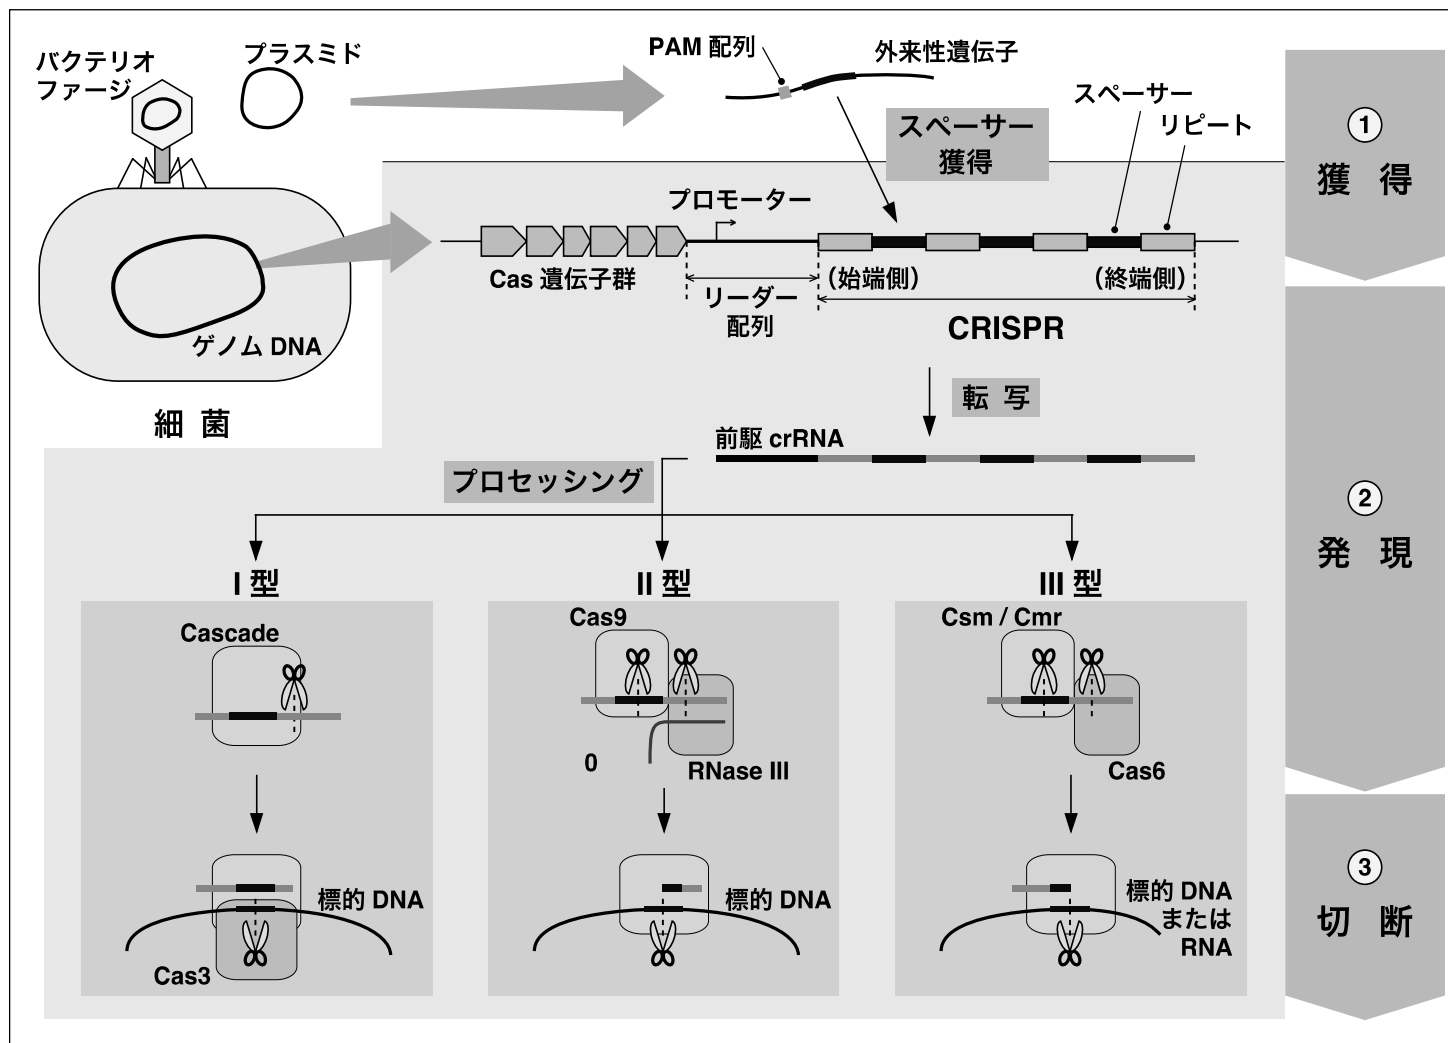 バクテリオ
ファージ
プラスミド
PAM 配列
外来性遺伝子
スペーサー
リピート
スペーサー
獲得
プロモーター
Cas 遺伝子群
リーダー
配列
(始端側)
(終端側)
CRISPR
ゲノム DNA
細 菌
転 写
前駆 crRNA
プロセッシング
I 型
II 型
III 型
Cascade
Cas9
Csm / Cmr
0
RNase III
Cas6
標的 DNA
Cas3
標的 DNA
標的 DNA
または
RNA
1
獲 得
2
発 現
3
切 断